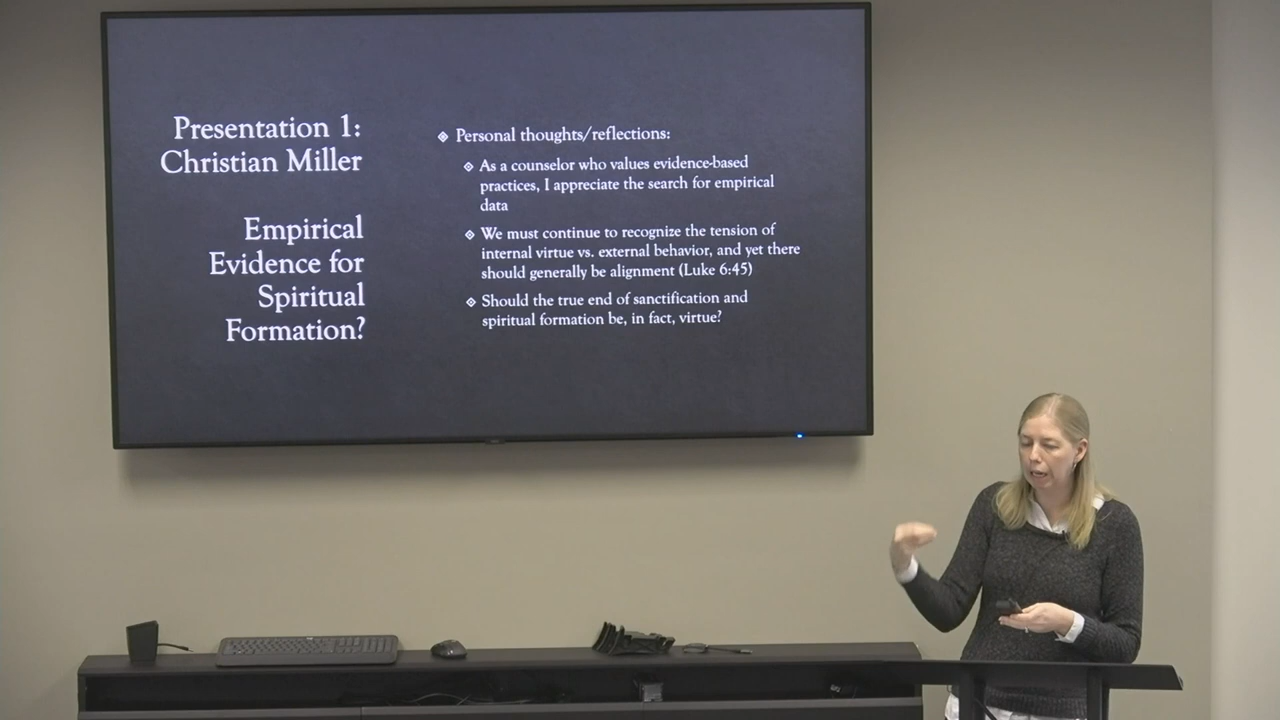 Presentation 1:
Christian Miller
Empirical
Evidence for
Spiritual
Formation?
❖ Personal thoughts/reflections:
❖ As a counselor who values evidence-based
practices, I appreciate the search for empirical
data
❖ We must continue to recognize the tension of
internal virtue vs. external behavior, and yet there
should generally be alignment (Luke 6:45)
❖ Should the true end of sanctification and
spiritual formation be, in fact, virtue?